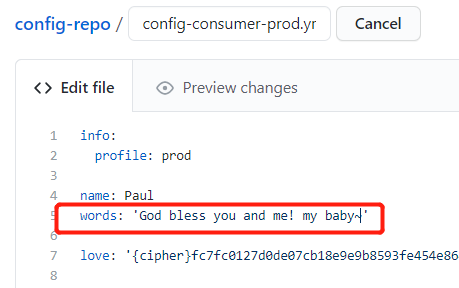 config-repo / config-consumer-prod.yr Cancel
Edit file Preview changes
1 info:
2 profile: prod
3
4 name: Paul
5 words: 'God bless you and me! my baby~'
6
7 love: '{cipher}fc7fc0127d0de07cb18e9e9b8593fe454e86
8